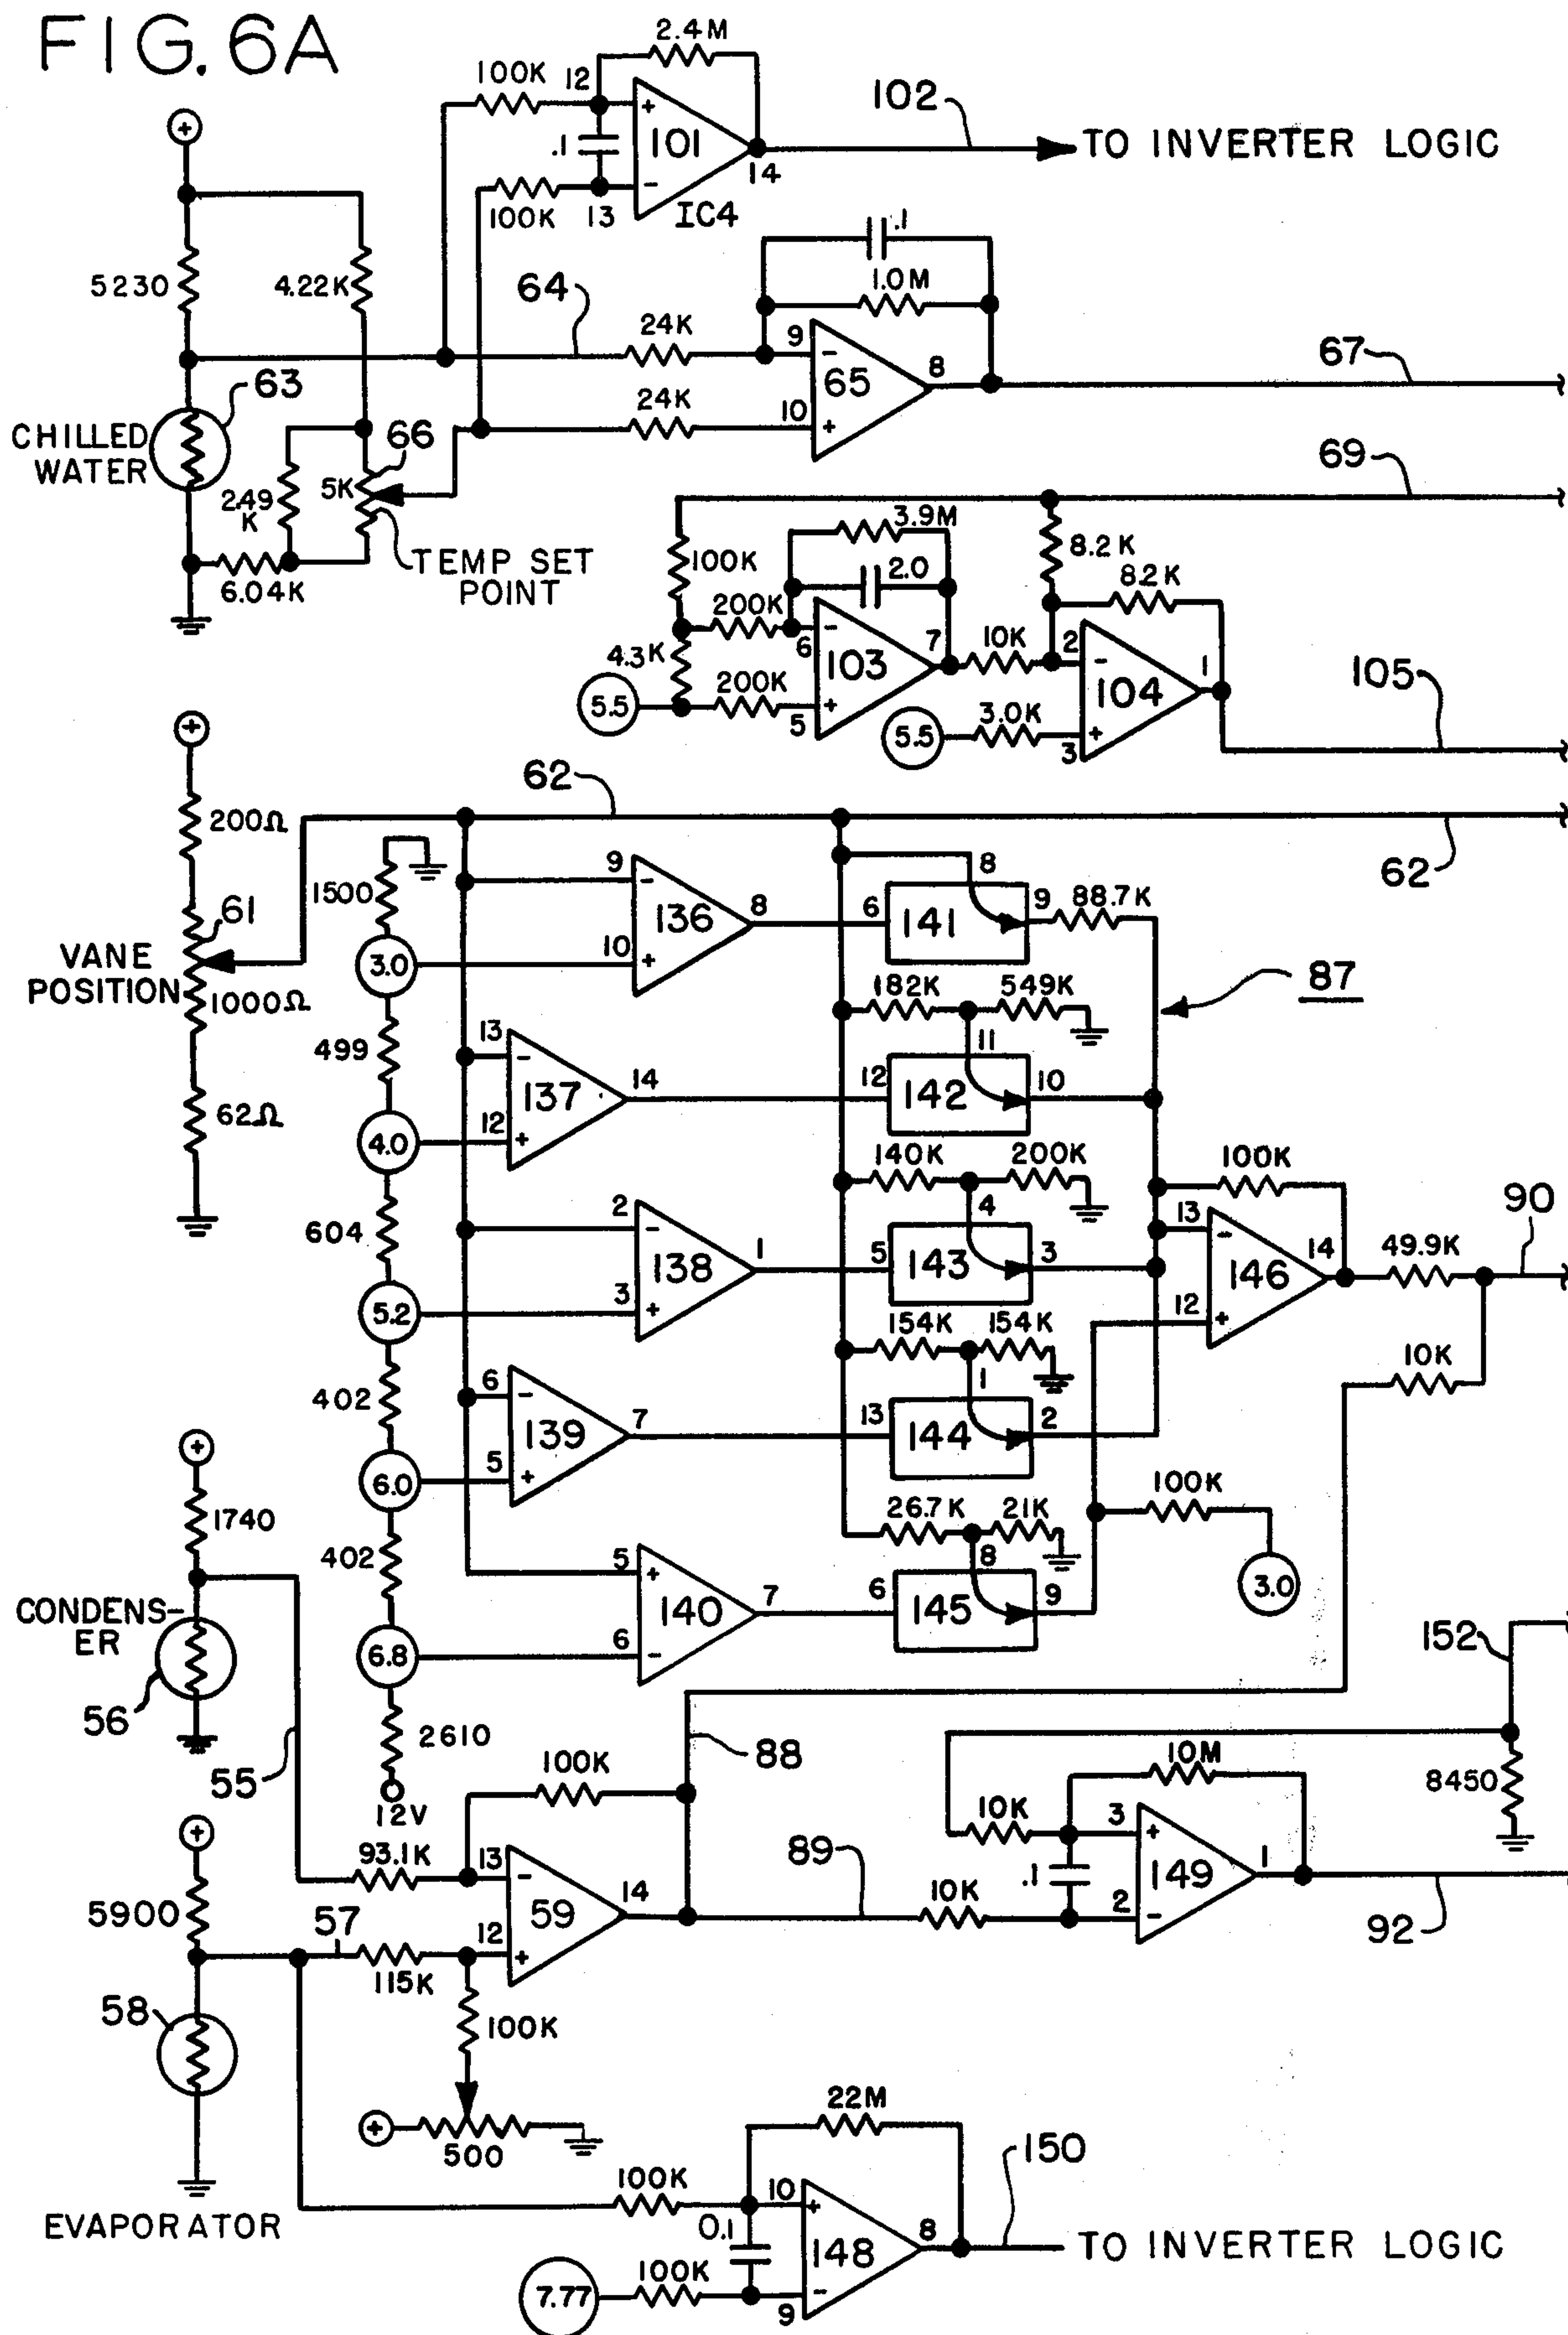 FIG. 6A
2.4M
100K 12
+
.1
101
102
TO INVERTER LOGIC
14
100K 13
-
IC4
+
5230
4.22K
64
.1
1.0M
24K
9
-
65
8
67
63
24K
10
+
CHILLED
WATER
66
2.49
K
5K
69
3.9M
8.2K
100K
2.0
82K
TEMP SET
POINT
6.04K
200K
-
6
103
7
10K
2
-
104
1
4.3K
200K
5.5
5
+
5.5
3.0K
3
+
105
+
62
62
200Ω
1500
9
-
136
8
6
8
141
9
88.7K
61
10
+
3.0
VANE
POSITION
1000Ω
87
182K
549K
499
13
-
137
14
12
11
142
10
62Ω
4.0
12
+
140K
200K
100K
604
2
-
138
1
5
4
143
3
13
-
146
14
49.9K
90
5.2
3
+
12
+
154K
154K
10K
402
6
-
139
7
13
1
144
2
+
6.0
5
+
1740
26.7K
21K
100K
402
5
+
140
7
6
8
145
9
3.0
CONDENS-
ER
6.8
6
-
152
56
2610
88
55
100K
12V
10M
8450
+
10K
3
+
93.1K
13
-
89
.1
149
1
5900
57
59
14
10K
2
-
12
+
92
115K
58
100K
+
500
22M
150
100K
10
+
EVAPORATOR
0.1
148
8
TO INVERTER LOGIC
7.77
100K
9
-